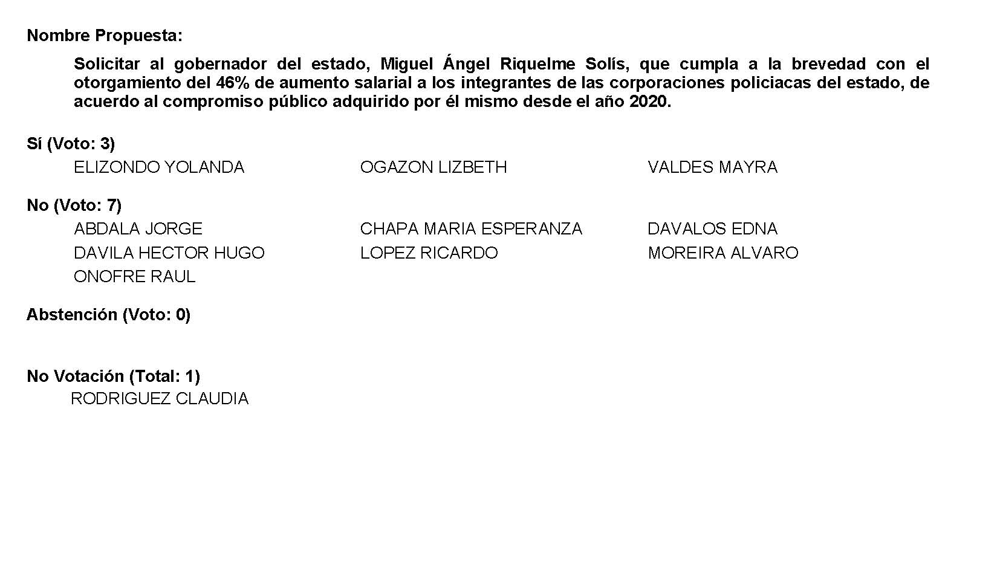 Nombre Propuesta:
Solicitar al gobernador del estado, Miguel Ángel Riquelme Solís, que cumpla a la brevedad con el
otorgamiento del 46% de aumento salarial a los integrantes de las corporaciones policiacas del estado, de
acuerdo al compromiso público adquirido por él mismo desde el año 2020.
Sí (Voto: 3)
ELIZONDO YOLANDA OGAZON LIZBETH VALDES MAYRA
No (Voto: 7)
ABDALA JORGE CHAPA MARIA ESPERANZA DAVALOS EDNA
DAVILA HECTOR HUGO LOPEZ RICARDO MOREIRA ALVARO
ONOFRE RAUL
Abstención (Voto: 0)
No Votación (Total: 1)
RODRIGUEZ CLAUDIA